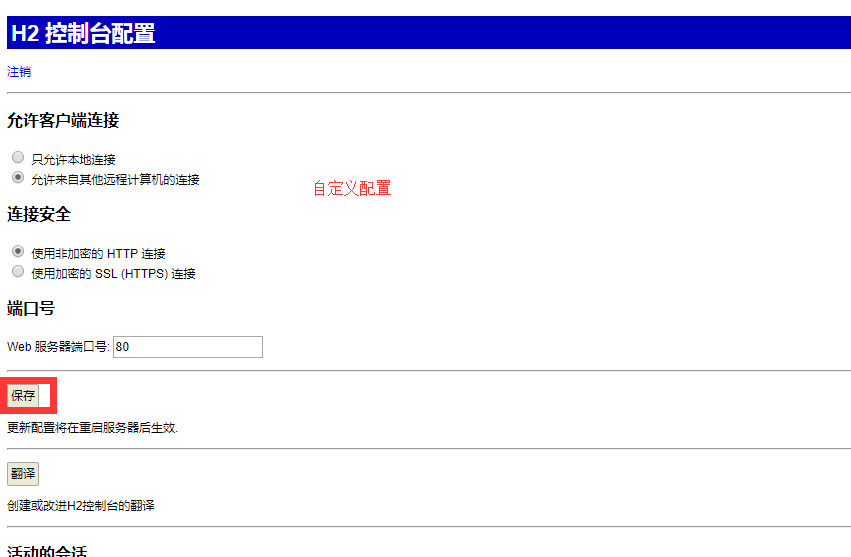 H2 控制台配置
注销
允许客户端连接
只允许本地连接
允许来自其他远程计算机的连接
自定义配置
连接安全
使用非加密的 HTTP 连接
使用加密的 SSL (HTTPS) 连接
端口号
Web 服务器端口号: 80
保存
更新配置将在重启服务器后生效.
翻译
创建或改进H2控制台的翻译
活动的会话